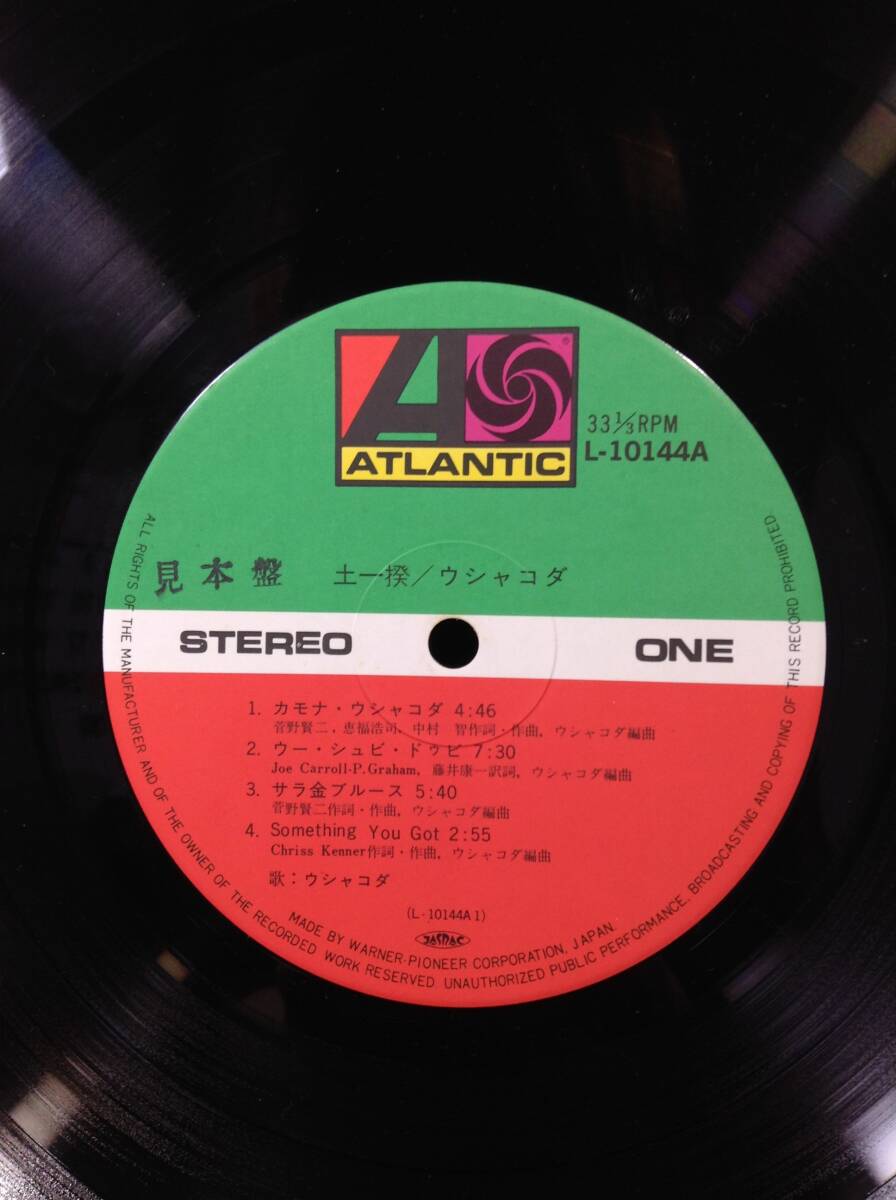 ATLANTIC
®
33 1/3 RPM
L-10144A
見本盤 土一揆/ウシャコダ
STEREO ONE
1. カモナ・ウシャコダ 4:46
菅野賢二, 恵福浩司, 中村 智作詞・作曲, ウシャコダ編曲
2. ウー・シュビ・ドゥビ 7:30
Joe Carroll-P. Graham, 藤井康一訳詞, ウシャコダ編曲
3. サラ金ブルース 5:40
菅野賢二作詞・作曲, ウシャコダ編曲
4. Something You Got 2:55
Chriss Kenner作詞・作曲, ウシャコダ編曲
歌:ウシャコダ
(L-10144A1)
JASRAC
MADE BY WARNER-PIONEER CORPORATION, JAPAN.
ALL RIGHTS OF THE MANUFACTURER AND OF THE OWNER OF THE RECORDED WORK RESERVED. UNAUTHORIZED PUBLIC PERFORMANCE, BROADCASTING AND COPYING OF THIS RECORD PROHIBITED.